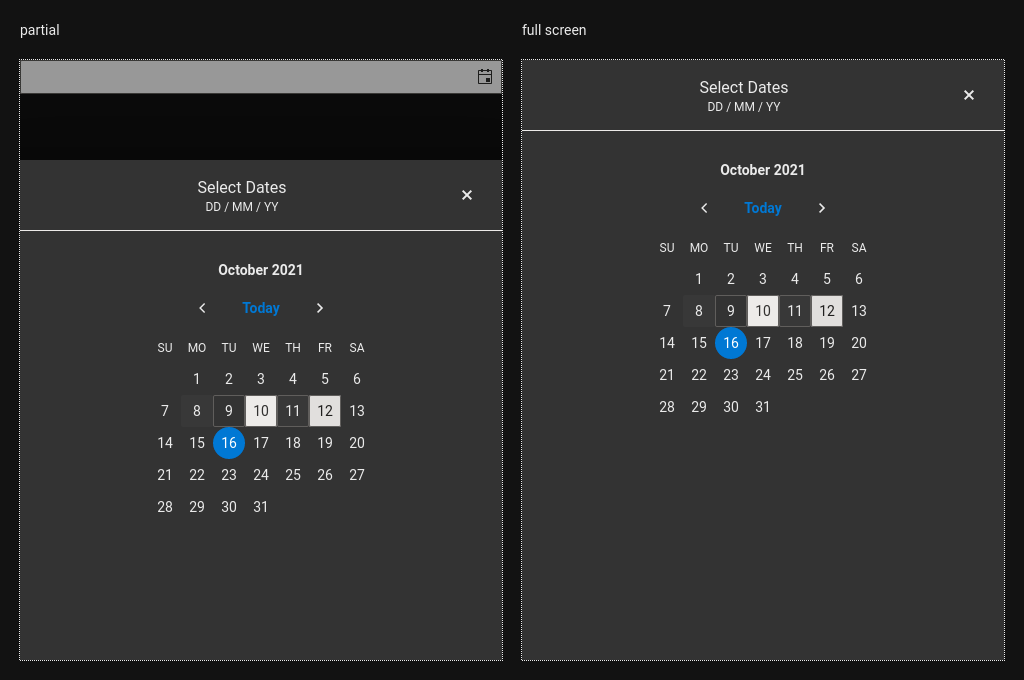 partial
Select Dates
DD / MM / YY
October 2021
Today
SU MO TU WE TH FR SA
1 2 3 4 5 6
7 8 9 10 11 12 13
14 15 16 17 18 19 20
21 22 23 24 25 26 27
28 29 30 31
full screen
Select Dates
DD / MM / YY
October 2021
Today
SU MO TU WE TH FR SA
1 2 3 4 5 6
7 8 9 10 11 12 13
14 15 16 17 18 19 20
21 22 23 24 25 26 27
28 29 30 31